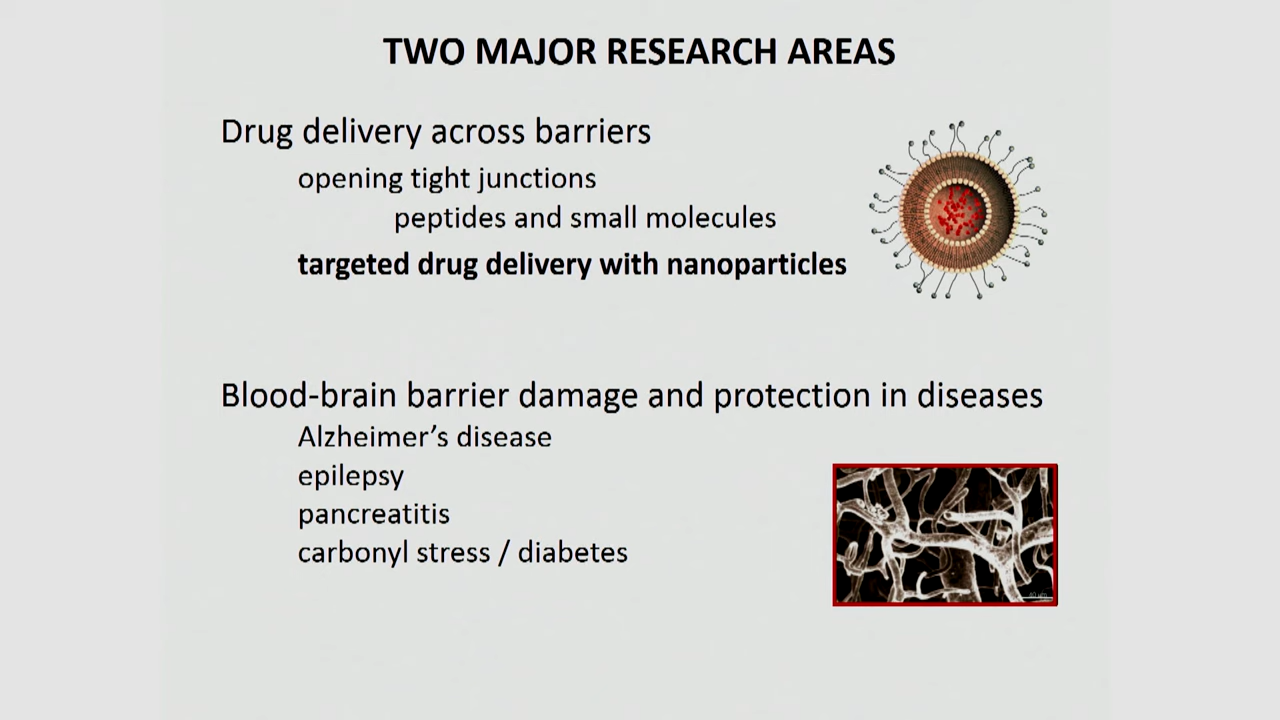 TWO MAJOR RESEARCH AREAS
Drug delivery across barriers
opening tight junctions
peptides and small molecules
targeted drug delivery with nanoparticles
Blood-brain barrier damage and protection in diseases
Alzheimer’s disease
epilepsy
pancreatitis
carbonyl stress / diabetes